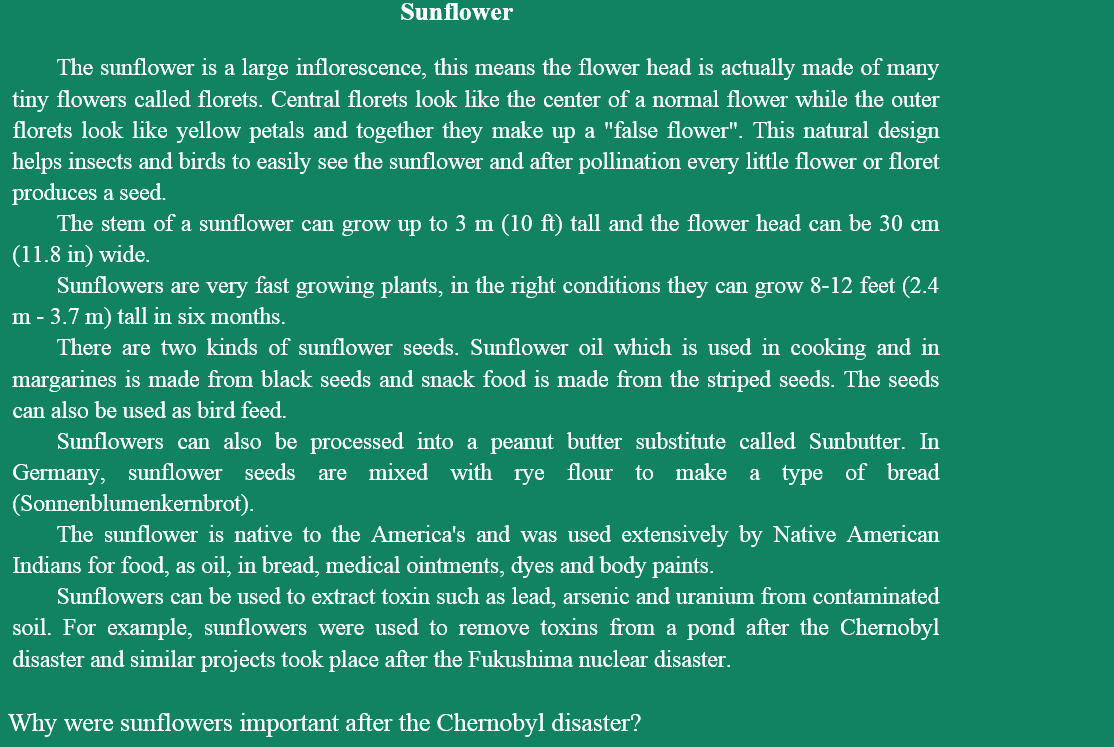 Sunflower
The sunflower is a large inflorescence, this means the flower head is actually made of many
tiny flowers called florets. Central florets look like the center of a normal flower while the outer
florets look like yellow petals and together they make up a "false flower". This natural design
helps insects and birds to easily see the sunflower and after pollination every little flower or floret
produces a seed.
The stem of a sunflower can grow up to 3 m (10 ft) tall and the flower head can be 30 cm
(11.8 in) wide.
Sunflowers are very fast growing plants, in the right conditions they can grow 8-12 feet (2.4
m - 3.7 m) tall in six months.
There are two kinds of sunflower seeds. Sunflower oil which is used in cooking and in
margarines is made from black seeds and snack food is made from the striped seeds. The seeds
can also be used as bird feed.
Sunflowers can also be processed into a peanut butter substitute called Sunbutter. In
Germany, sunflower seeds are mixed with rye flour to make a type of bread
(Sonnenblumenkernbrot).
The sunflower is native to the America's and was used extensively by Native American
Indians for food, as oil, in bread, medical ointments, dyes and body paints.
Sunflowers can be used to extract toxin such as lead, arsenic and uranium from contaminated
soil. For example, sunflowers were used to remove toxins from a pond after the Chernobyl
disaster and similar projects took place after the Fukushima nuclear disaster.
Why were sunflowers important after the Chernobyl disaster?